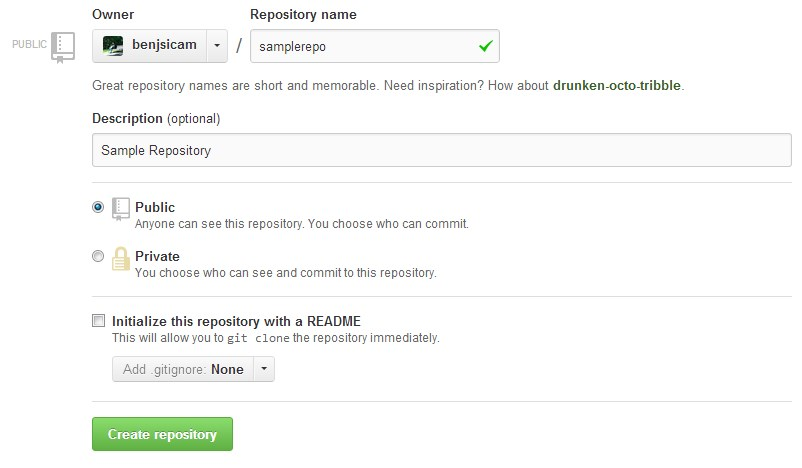 Owner Repository name
PUBLIC benjsicam / samplerepo
Great repository names are short and memorable. Need inspiration? How about drunken-octo-tribble.
Description (optional)
Sample Repository
Public
Anyone can see this repository. You choose who can commit.
Private
You choose who can see and commit to this repository.
Initialize this repository with a README
This will allow you to git clone the repository immediately.
Add .gitignore: None
Create repository